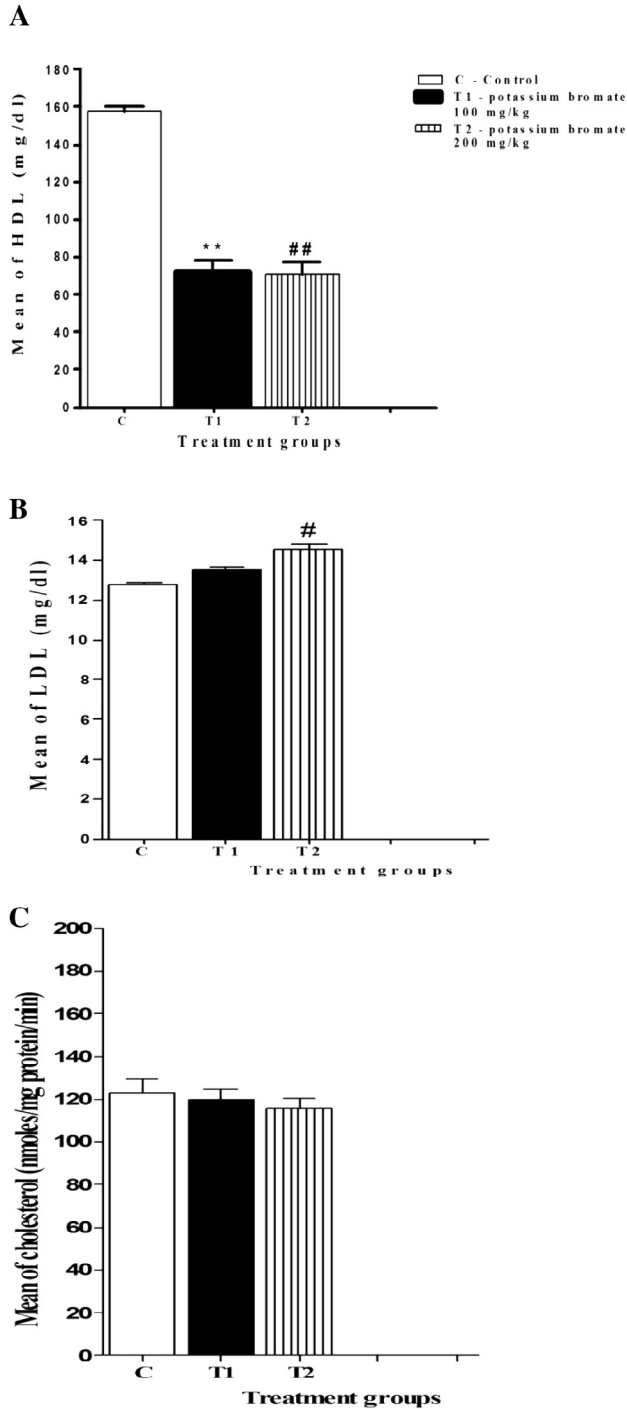 A
180
160
140
120
100
80
60
40
20
0
Mean of HDL (mg/dl)
**
##
C
T1
T2
Treatment groups
C - Control
T1 - potassium bromate
100 mg/kg
T2 - potassium bromate
200 mg/kg
B
16
14
12
10
8
6
4
2
0
Mean of LDL (mg/dl)
#
C
T1
T2
Treatment groups
C
200
180
160
140
120
100
80
60
40
20
0
Mean of cholesterol (nmoles/mg protein/min)
C
T1
T2
Treatment groups